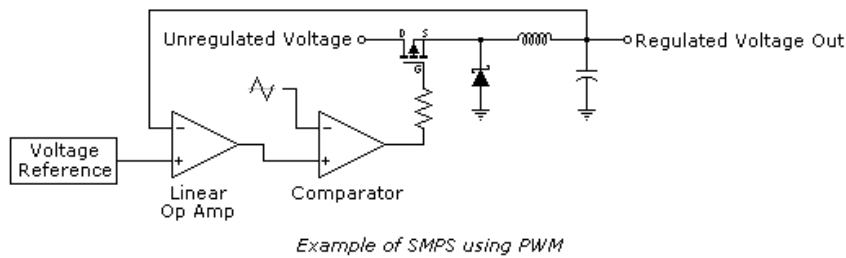 Unregulated Voltage
D
S
G
Regulated Voltage Out
−
+
−
+
Voltage
Reference
Linear
Op Amp
Comparator
Example of SMPS using PWM